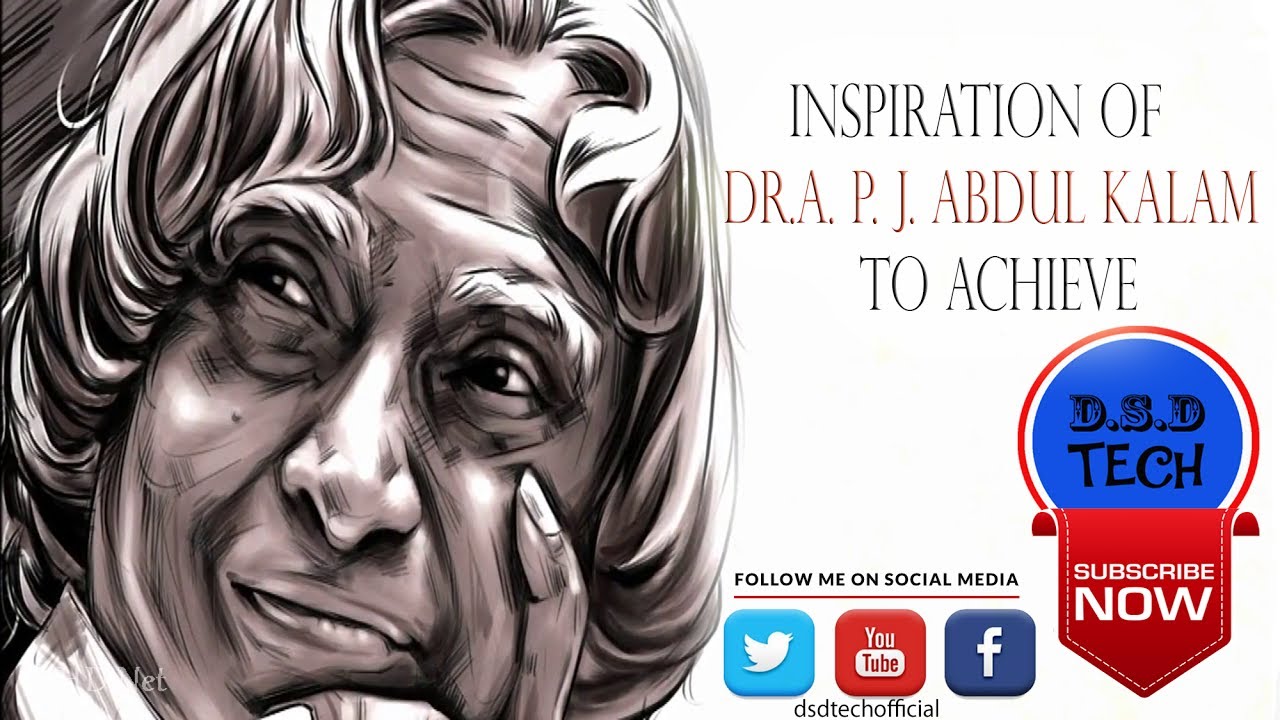 INSPIRATION OF
DR.A. P. J. ABDUL KALAM
TO ACHIEVE
D.S.D
TECH
SUBSCRIBE
NOW
FOLLOW ME ON SOCIAL MEDIA
You
Tube
f
dsdtechofficial